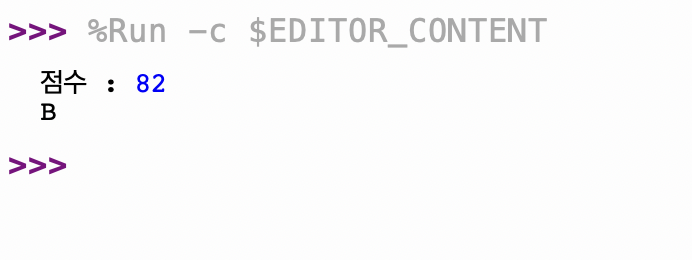 >>> %Run -c $EDITOR_CONTENT
점수 : 82
B
>>>